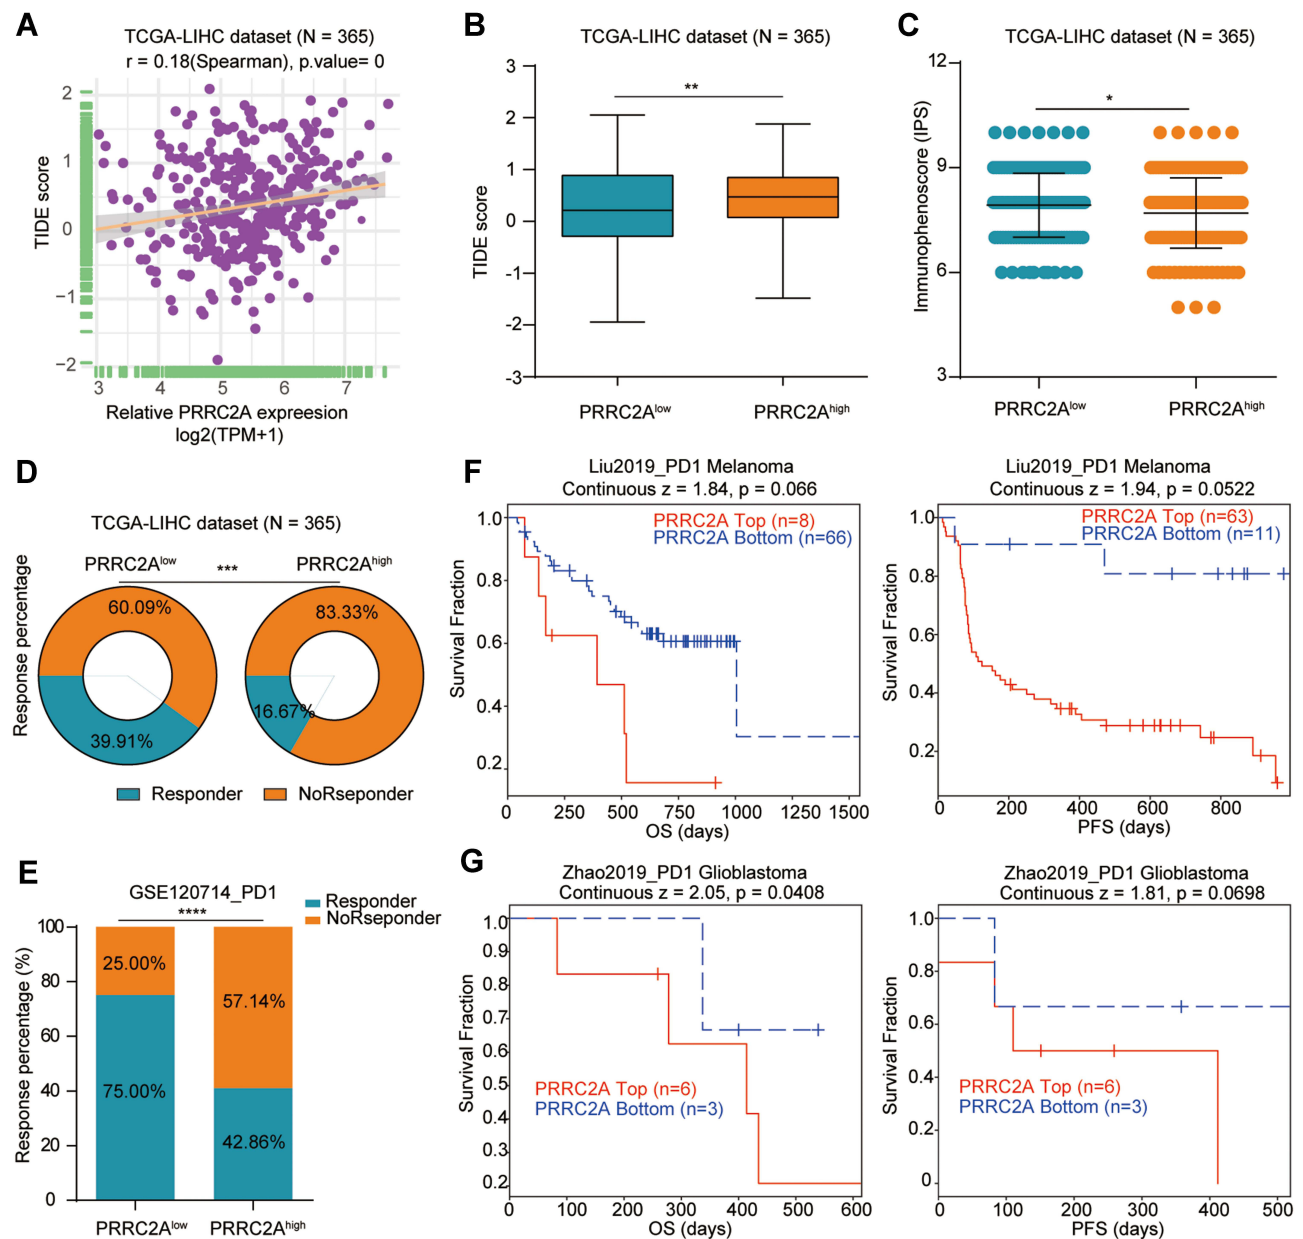 A
TCGA-LIHC dataset (N = 365)
r = 0.18(Spearman), p.value= 0
TIDE score
2
1
0
−1
−2
3 4 5 6 7
Relative PRRC2A expreesion
log2(TPM+1)
B
TCGA-LIHC dataset (N = 365)
**
TIDE score
3
2
1
0
-1
-2
-3
PRRC2Alow PRRC2Ahigh
C
TCGA-LIHC dataset (N = 365)
*
Immunophenoscore (IPS)
12
9
6
3
PRRC2Alow PRRC2Ahigh
D
TCGA-LIHC dataset (N = 365)
PRRC2Alow *** PRRC2Ahigh
Response percentage
60.09% 83.33%
39.91% 16.67%
Responder NoRseponder
E
GSE120714_PD1
****
Responder
NoRseponder
Response percentage (%)
100
80
60
40
20
0
25.00%
57.14%
75.00%
42.86%
PRRC2Alow PRRC2Ahigh
F
Liu2019_PD1 Melanoma
Continuous z = 1.84, p = 0.066
PRRC2A Top (n=8)
PRRC2A Bottom (n=66)
Survival Fraction
1.0
0.8
0.6
0.4
0.2
0 250 500 750 1000 1250 1500
OS (days)
Liu2019_PD1 Melanoma
Continuous z = 1.94, p = 0.0522
PRRC2A Top (n=63)
PRRC2A Bottom (n=11)
Survival Fraction
1.0
0.8
0.6
0.4
0.2
0 200 400 600 800
PFS (days)
G
Zhao2019_PD1 Glioblastoma
Continuous z = 2.05, p = 0.0408
Survival Fraction
1.0
0.9
0.8
0.7
0.6
0.5
0.4
0.3
0.2
PRRC2A Top (n=6)
PRRC2A Bottom (n=3)
0 100 200 300 400 500 600
OS (days)
Zhao2019_PD1 Glioblastoma
Continuous z = 1.81, p = 0.0698
Survival Fraction
1.0
0.8
0.6
0.4
0.2
0
PRRC2A Top (n=6)
PRRC2A Bottom (n=3)
0 100 200 300 400 500
PFS (days)